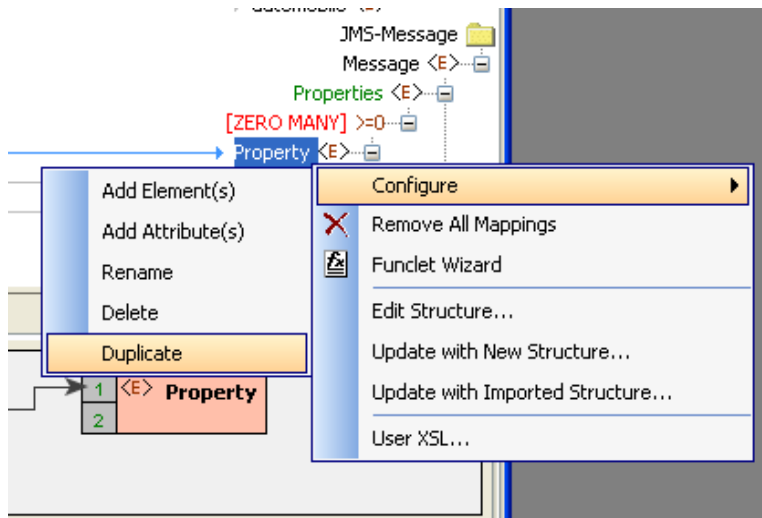 automobile <E>
JMS-Message
Message <E>
Properties <E>
[ZERO MANY] >=0
Property <E>
Add Element(s)
Add Attribute(s)
Rename
Delete
Duplicate
Configure
Remove All Mappings
Funclet Wizard
Edit Structure...
Update with New Structure...
Update with Imported Structure...
User XSL...
1 <E> Property
2